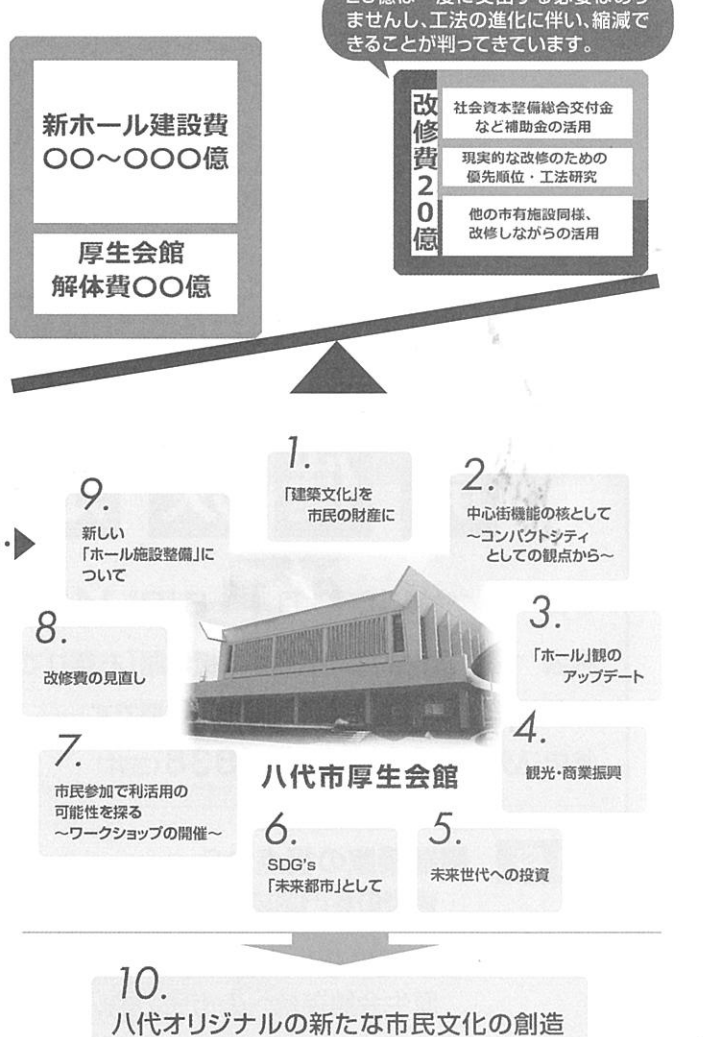 ませんし、工法の進化に伴い、縮減で
きることが判ってきています。
新ホール建設費
〇〇～〇〇〇億
厚生会館
解体費〇〇億
改修費20億
社会資本整備総合交付金
など補助金の活用
現実的な改修のための
優先順位・工法研究
他の市有施設同様、
改修しながらの活用
1.
「建築文化」を
市民の財産に
2.
中心街機能の核として
～コンパクトシティ
としての観点から～
3.
「ホール」観の
アップデート
4.
観光・商業振興
5.
未来世代への投資
6.
SDG's
「未来都市」として
7.
市民参加で利活用の
可能性を探る
～ワークショップの開催～
8.
改修費の見直し
9.
新しい
「ホール施設整備」に
ついて
八代市厚生会館
10.
八代オリジナルの新たな市民文化の創造